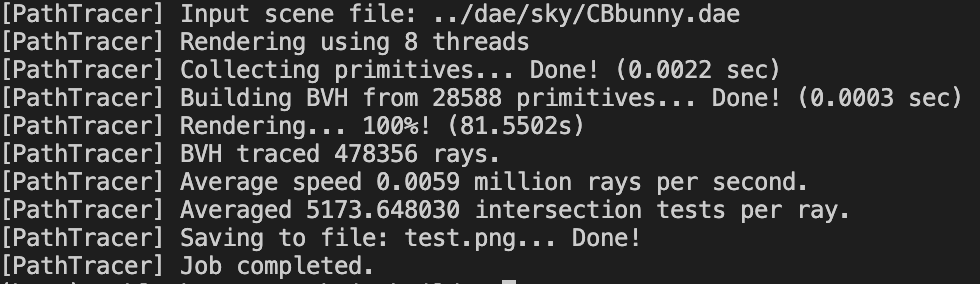 [PathTracer] Input scene file: ../dae/sky/CBbunny.dae
[PathTracer] Rendering using 8 threads
[PathTracer] Collecting primitives... Done! (0.0022 sec)
[PathTracer] Building BVH from 28588 primitives... Done! (0.0003 sec)
[PathTracer] Rendering... 100%! (81.5502s)
[PathTracer] BVH traced 478356 rays.
[PathTracer] Average speed 0.0059 million rays per second.
[PathTracer] Averaged 5173.648030 intersection tests per ray.
[PathTracer] Saving to file: test.png... Done!
[PathTracer] Job completed.